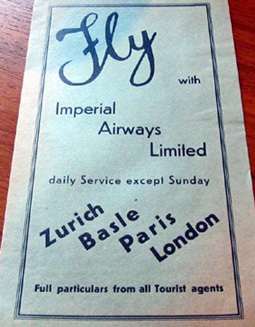 Fly
with
Imperial
Airways
Limited
daily Service except Sunday
Zurich
Basle
Paris
London
Full particulars from all Tourist agents